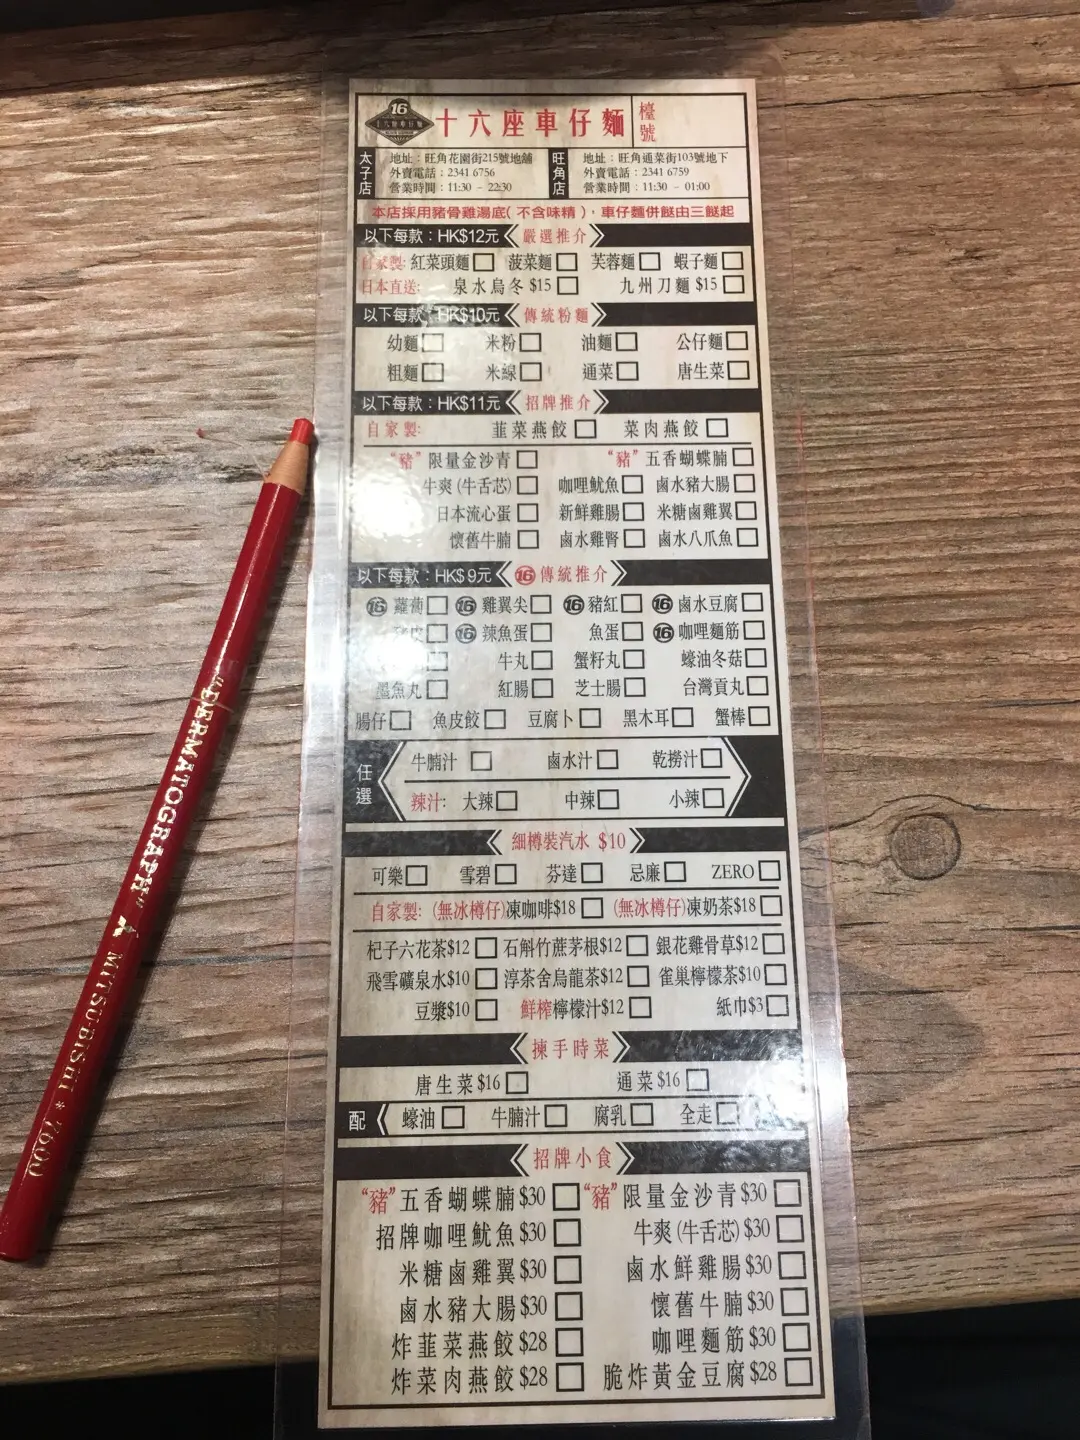 16
十六座車仔麵
十六座車仔麵 檯號
太子店 地址：旺角花園街215號地舖 旺角店 地址：旺角通菜街103號地下
外賣電話：2341 6756 外賣電話：2341 6759
營業時間：11:30 – 22:30 營業時間：11:30 – 01:00
本店採用豬骨雞湯底(不含味精)，車仔麵併餸由三餸起
以下每款：HK$12元 嚴選推介
自家製: 紅菜頭麵 菠菜麵 芙蓉麵 蝦子麵
日本直送: 泉水烏冬 $15 九州刀麵 $15
以下每款：HK$10元 傳統粉麵
幼麵 米粉 油麵 公仔麵
粗麵 米線 通菜 唐生菜
以下每款：HK$11元 招牌推介
自家製: 韮菜燕餃 菜肉燕餃
“豬”限量金沙青 “豬”五香蝴蝶腩
牛爽(牛舌芯) 咖哩魷魚 鹵水豬大腸
日本流心蛋 新鮮雞腸 米糖鹵雞翼
懷舊牛腩 鹵水雞腎 鹵水八爪魚
以下每款：HK$9元 16 傳統推介
16 蘿蔔 16 雞翼尖 16 豬紅 16 鹵水豆腐
皮 16 辣魚蛋 魚蛋 16 咖哩麵筋
牛丸 蟹籽丸 蠔油冬菇
墨魚丸 紅腸 芝士腸 台灣貢丸
腸仔 魚皮餃 豆腐卜 黑木耳 蟹棒
任選 牛腩汁 鹵水汁 乾撈汁
辣汁: 大辣 中辣 小辣
細樽裝汽水 $10
可樂 雪碧 芬達 忌廉 ZERO
自家製: (無冰樽仔)凍咖啡$18 (無冰樽仔)凍奶茶$18
杞子六花茶$12 石斛竹蔗茅根$12 銀花雞骨草$12
飛雪礦泉水$10 淳茶舍烏龍茶$12 雀巢檸檬茶$10
豆漿$10 鮮榨檸檬汁$12 紙巾$3
揀手時菜
唐生菜$16 通菜$16
配 蠔油 牛腩汁 腐乳 全走
招牌小食
“豬”五香蝴蝶腩$30 “豬”限量金沙青$30
招牌咖哩魷魚$30 牛爽(牛舌芯)$30
米糖鹵雞翼$30 鹵水鮮雞腸$30
鹵水豬大腸$30 懷舊牛腩$30
炸韮菜燕餃$28 咖哩麵筋$30
炸菜肉燕餃$28 脆炸黃金豆腐$28
"DERMATOGRAPH" MITSU-BISHI * 7600